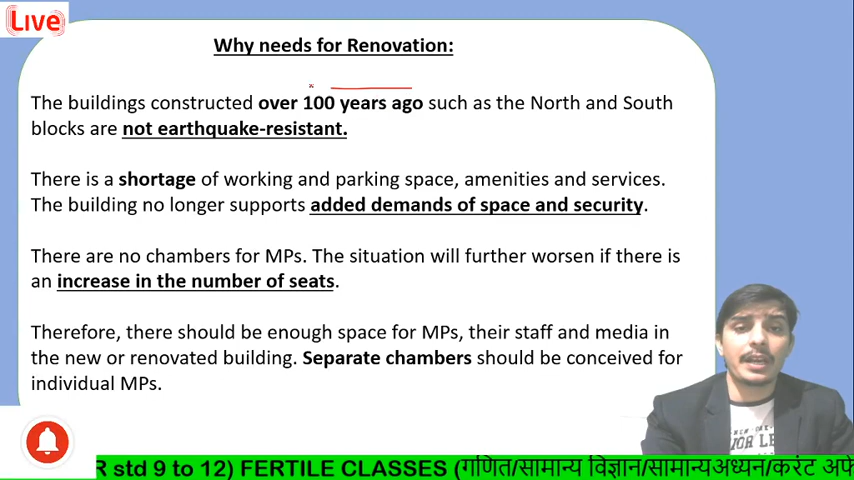 Live
Why needs for Renovation:
The buildings constructed over 100 years ago such as the North and South
blocks are not earthquake-resistant.
There is a shortage of working and parking space, amenities and services.
The building no longer supports added demands of space and security.
There are no chambers for MPs. The situation will further worsen if there is
an increase in the number of seats.
Therefore, there should be enough space for MPs, their staff and media in
the new or renovated building. Separate chambers should be conceived for
individual MPs.
R std 9 to 12) FERTILE CLASSES (गणित/सामान्य विज्ञान/सामान्यअध्यन/करंट अफे